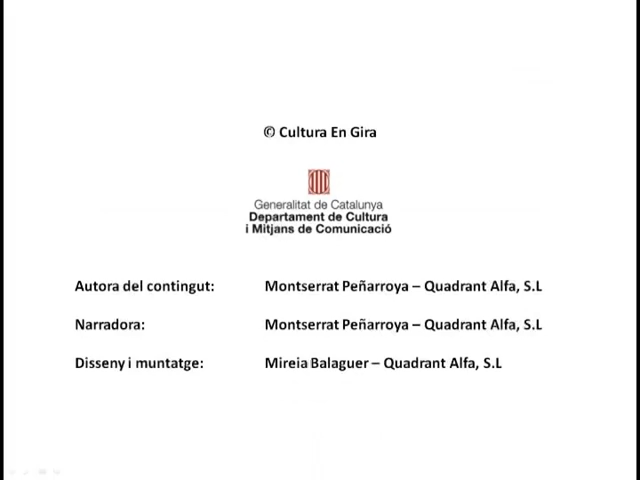 © Cultura En Gira
Generalitat de Catalunya
Departament de Cultura
i Mitjans de Comunicació
Autora del contingut: Montserrat Peñarroya – Quadrant Alfa, S.L
Narradora: Montserrat Peñarroya – Quadrant Alfa, S.L
Disseny i muntatge: Mireia Balaguer – Quadrant Alfa, S.L